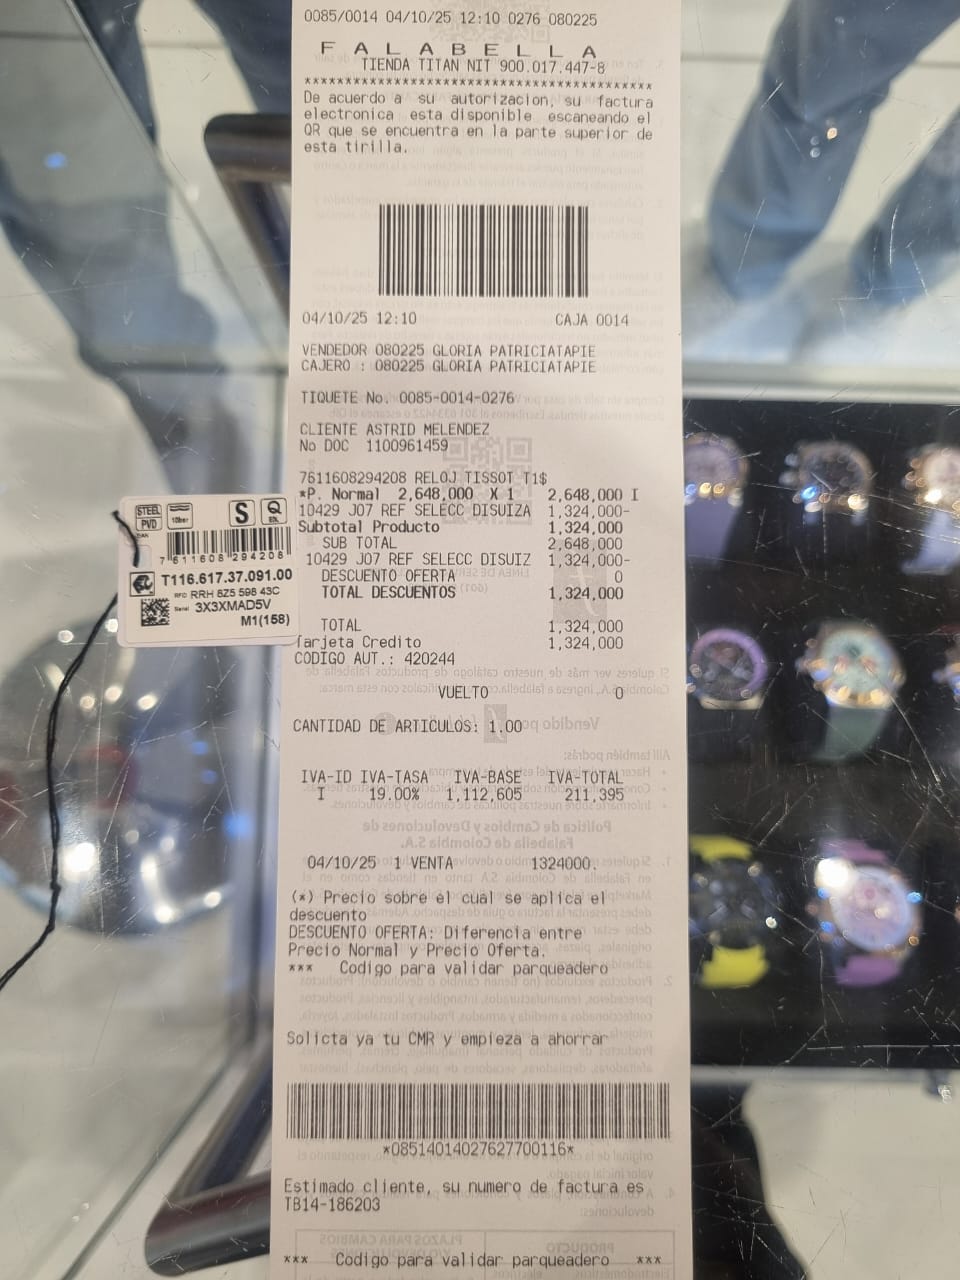 0085/0014 04/10/25 12:10 0276 080225
FALABELLA
TIENDA TITAN NIT 900.017.447-8
De acuerdo a su autorizacion, su factura
electronica esta disponible escaneando el
QR que se encuentra en la parte superior de
esta tirilla.
04/10/25 12:10 CAJA 0014
VENDEDOR 080225 GLORIA PATRICIATAPIE
CAJERO : 080225 GLORIA PATRICIATAPIE
TIQUETE No. 0085-0014-0276
CLIENTE ASTRID MELENDEZ
No DOC 1100961459
7611608294208 RELOJ TISSOT T1$
*P. Normal 2,648,000 X 1 2,648,000 I
10429 J07 REF SELECC DISUIZA 1,324,000-
Subtotal Producto 1,324,000
SUB TOTAL 2,648,000
10429 J07 REF SELECC DISUIZ 1,324,000-
DESCUENTO OFERTA 0
TOTAL DESCUENTOS 1,324,000
TOTAL 1,324,000
Tarjeta Credito 1,324,000
CODIGO AUT.: 420244
VUELTO 0
CANTIDAD DE ARTICULOS: 1.00
IVA-ID IVA-TASA IVA-BASE IVA-TOTAL
I 19.00% 1,112,605 211,395
04/10/25 1 VENTA 1324000.
(*) Precio sobre el cual se aplica el
descuento
DESCUENTO OFERTA: Diferencia entre
Precio Normal y Precio Oferta.
*** Codigo para validar parqueadero
Solicta ya tu CMR y empieza a ahorrar
*08514014027627700116*
Estimado cliente, su numero de factura es
TB14-186203
*** Codigo para validar parqueadero ***
STEEL
PVD
10bar
S
Q
7 611608 294208
T116.617.37.091.00
RFC RRH 8Z5 598 43C
Serial 3X3XMAD5V
M1(158)